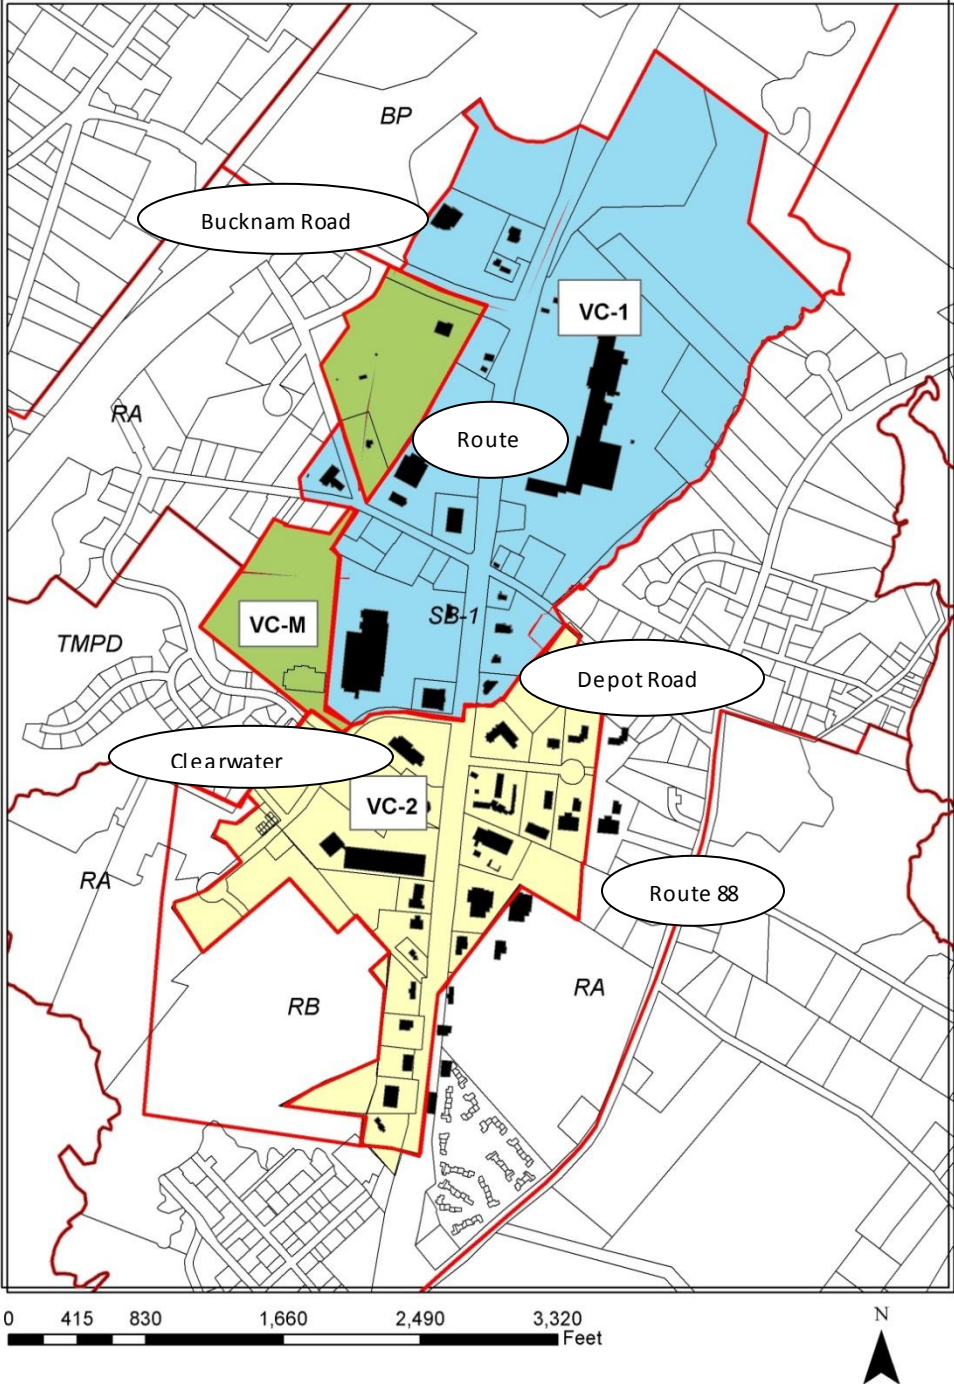 BP
Bucknam Road
VC-1
RA
Route
SB-1
VC-M
TMPD
Depot Road
Clearwater
VC-2
RA
Route 88
RA
RB
0 415 830 1,660 2,490 3,320
Feet
N